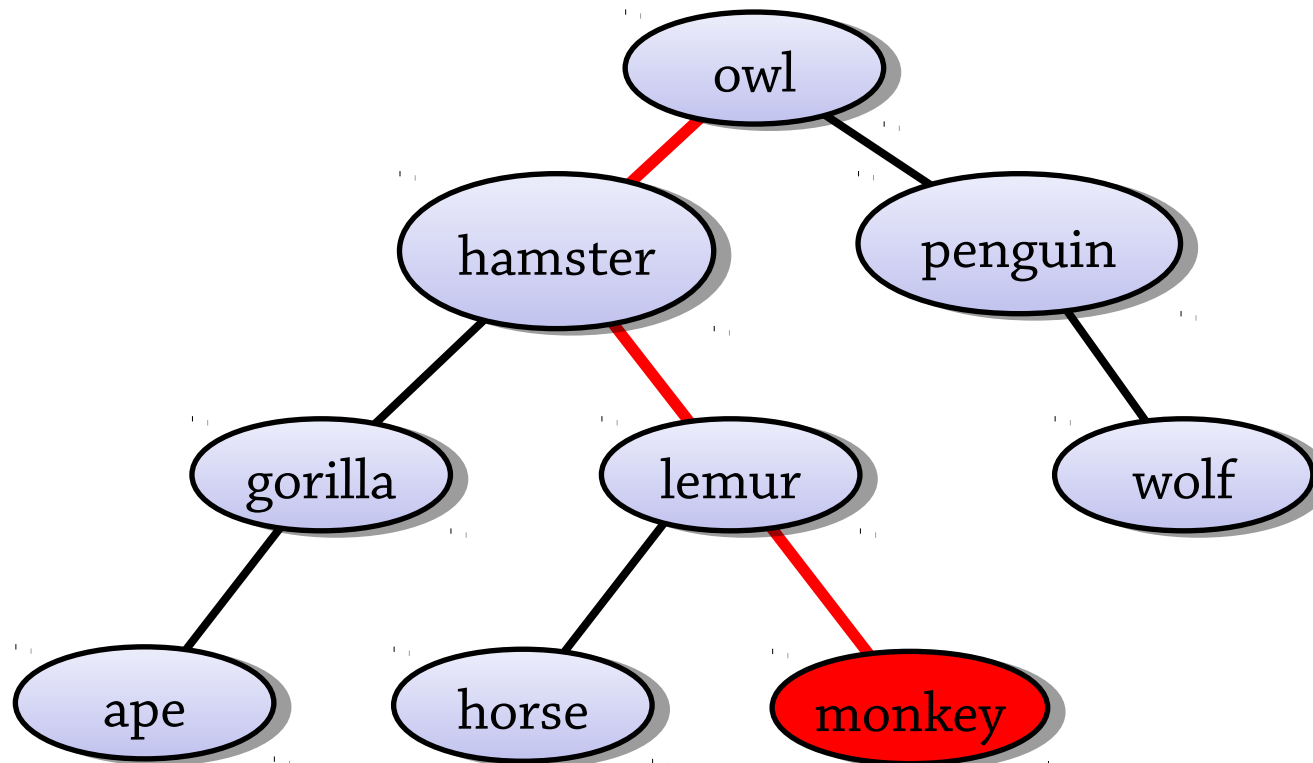 owl
hamster
penguin
gorilla
lemur
wolf
ape
horse
monkey